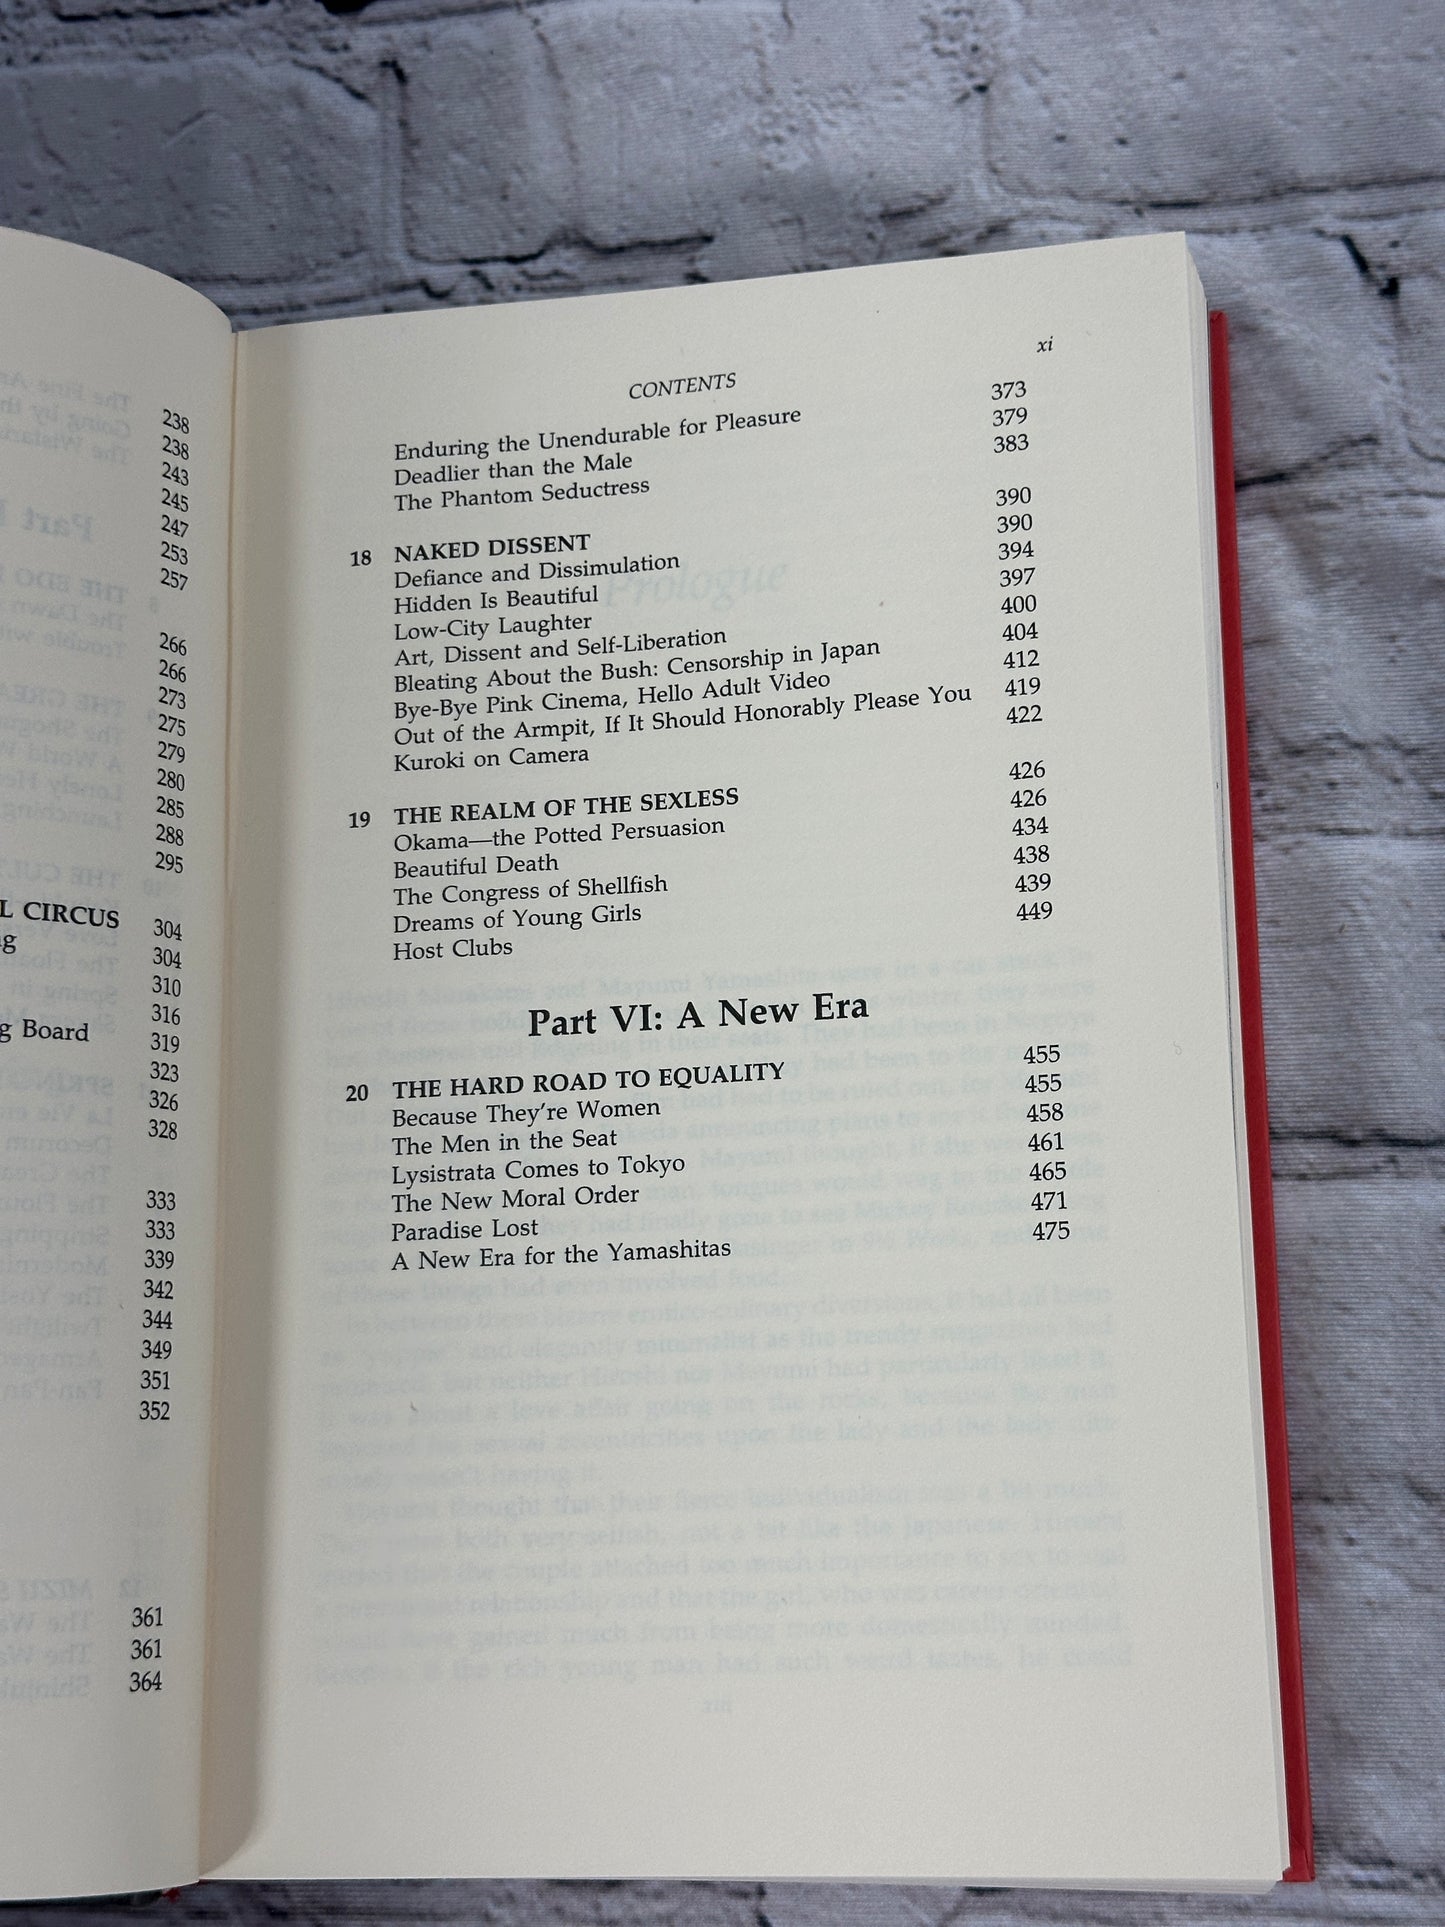 238
238
243
245
247
253
257
266
266
273
275
279
280
285
288
295
L CIRCUS 304
g 304
310
316
g Board 319
323
326
328
333
333
339
342
344
349
351
352
361
361
364
xi
CONTENTS
Enduring the Unendurable for Pleasure 373
Deadlier than the Male 379
The Phantom Seductress 383
18 NAKED DISSENT 390
Defiance and Dissimulation 390
Hidden Is Beautiful 394
Low-City Laughter 397
Art, Dissent and Self-Liberation 400
Bleating About the Bush: Censorship in Japan 404
Bye-Bye Pink Cinema, Hello Adult Video 412
Out of the Armpit, If It Should Honorably Please You 419
Kuroki on Camera 422
19 THE REALM OF THE SEXLESS 426
Okama—the Potted Persuasion 426
Beautiful Death 434
The Congress of Shellfish 438
Dreams of Young Girls 439
Host Clubs 449
Part VI: A New Era
20 THE HARD ROAD TO EQUALITY 455
Because They're Women 455
The Men in the Seat 458
Lysistrata Comes to Tokyo 461
The New Moral Order 465
Paradise Lost 471
A New Era for the Yamashitas 475